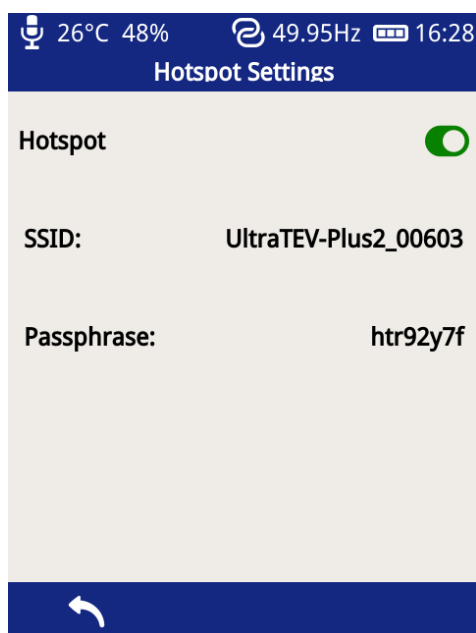 26°C 48% 49.95Hz 16:28
Hotspot Settings
Hotspot
SSID: UltraTEV-Plus2_00603
Passphrase: htr92y7f